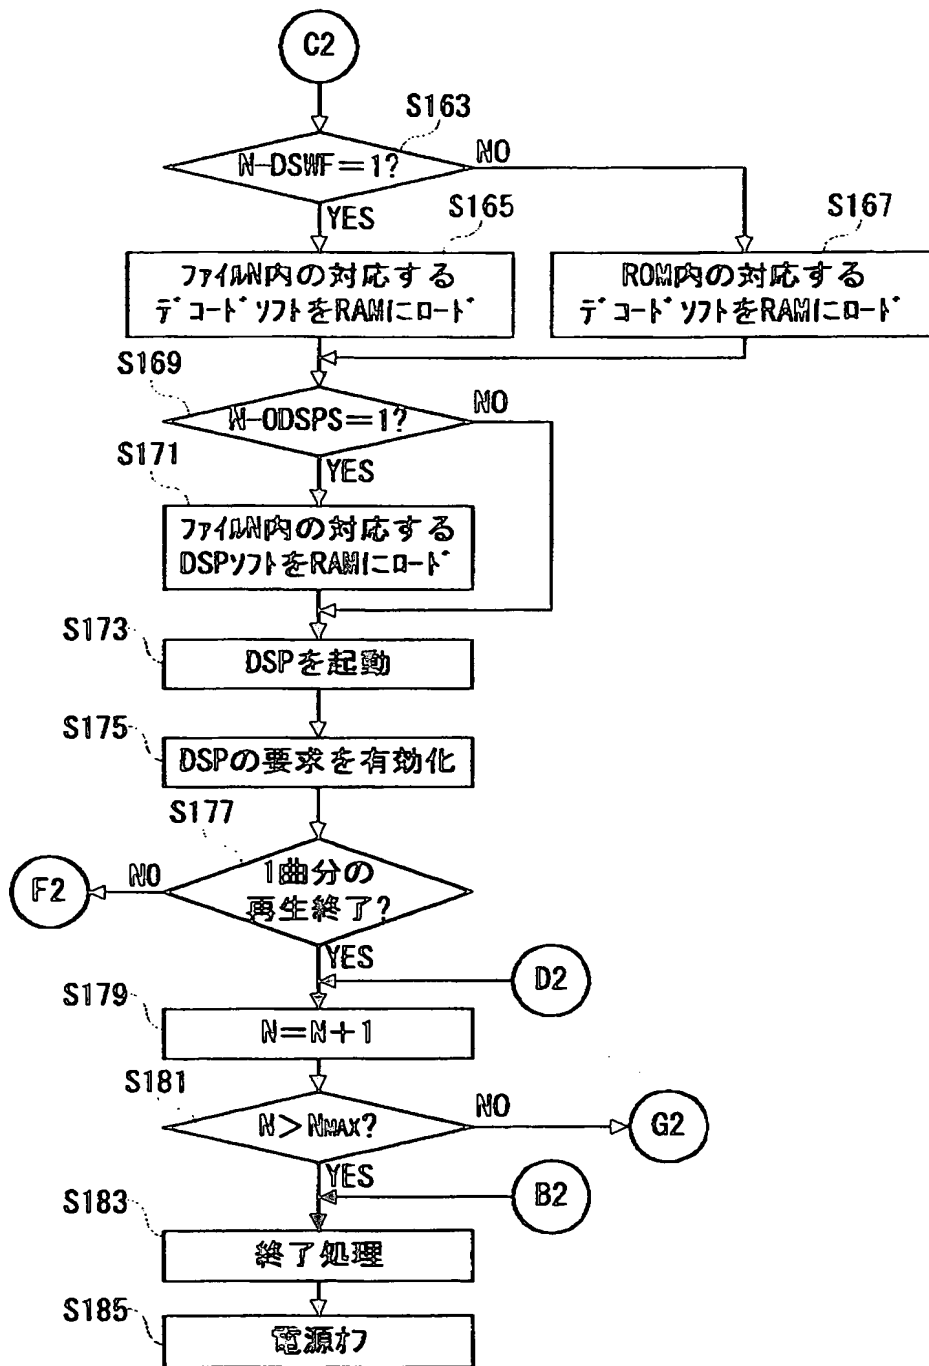 C2
S163
N-DSWF=1?
NO
YES
S165
S167
ファイルN内の対応する
デコードソフトをRAMにロード
ROM内の対応する
デコードソフトをRAMにロード
S169
N-ODSPS=1?
NO
YES
S171
ファイルN内の対応する
DSPソフトをRAMにロード
S173
DSPを起動
S175
DSPの要求を有効化
S177
1曲分の
再生終了?
NO
F2
YES
D2
S179
N=N+1
S181
N>NMAX?
NO
G2
YES
B2
S183
終了処理
S185
電源オフ